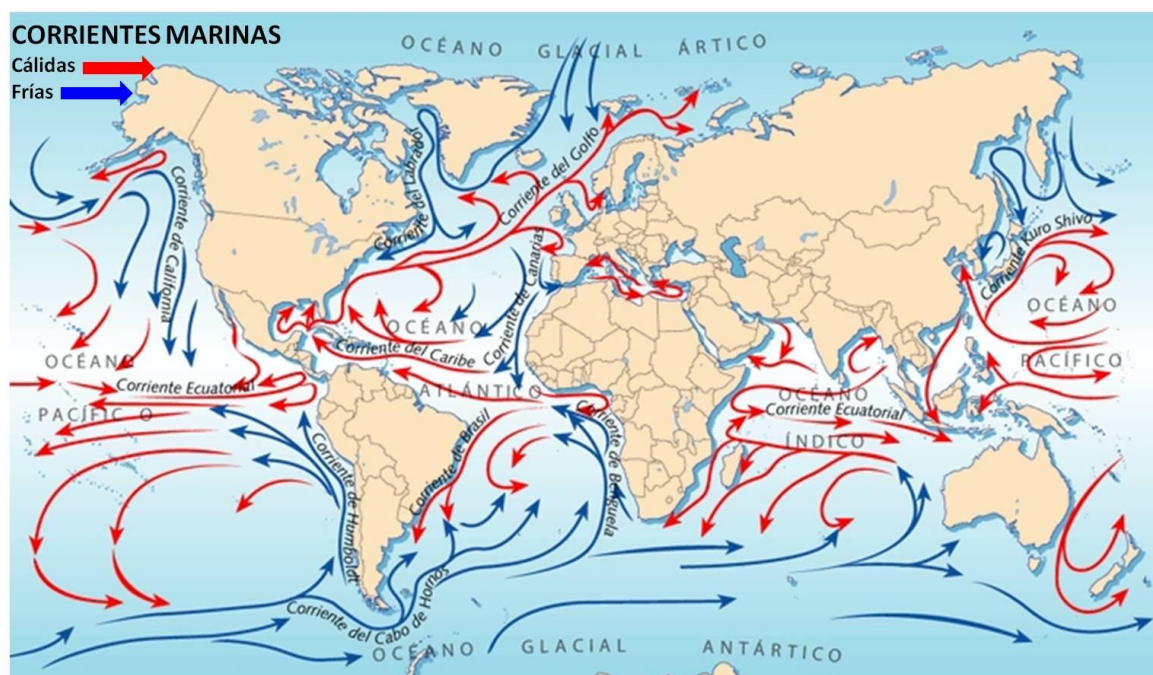 CORRIENTES MARINAS
Cálidas
Frías
OCÉANO GLACIAL ÁRTICO
Corriente del Labrador
Corriente del Golfo
Corriente de California
Corriente de Canarias
Corriente Kuro Shivo
OCÉANO
PACÍFICO
OCÉANO
ATLÁNTICO
Corriente del Caribe
OCÉANO
PACÍFICO
Corriente Ecuatorial
OCÉANO
ÍNDICO
Corriente Ecuatorial
Corriente de Brasil
Corriente de Humboldt
Corriente de Benguela
Corriente del Cabo de Hornos
OCÉANO GLACIAL ANTÁRTICO